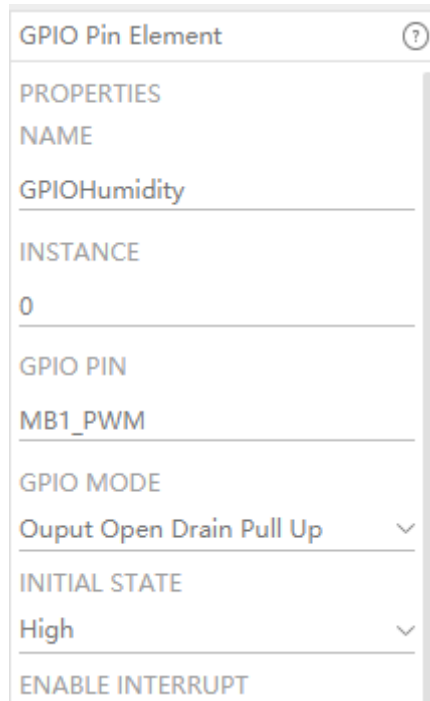 GPIO Pin Element
?
PROPERTIES
NAME
GPIOHumidity
INSTANCE
0
GPIO PIN
MB1_PWM
GPIO MODE
Ouput Open Drain Pull Up
INITIAL STATE
High
ENABLE INTERRUPT